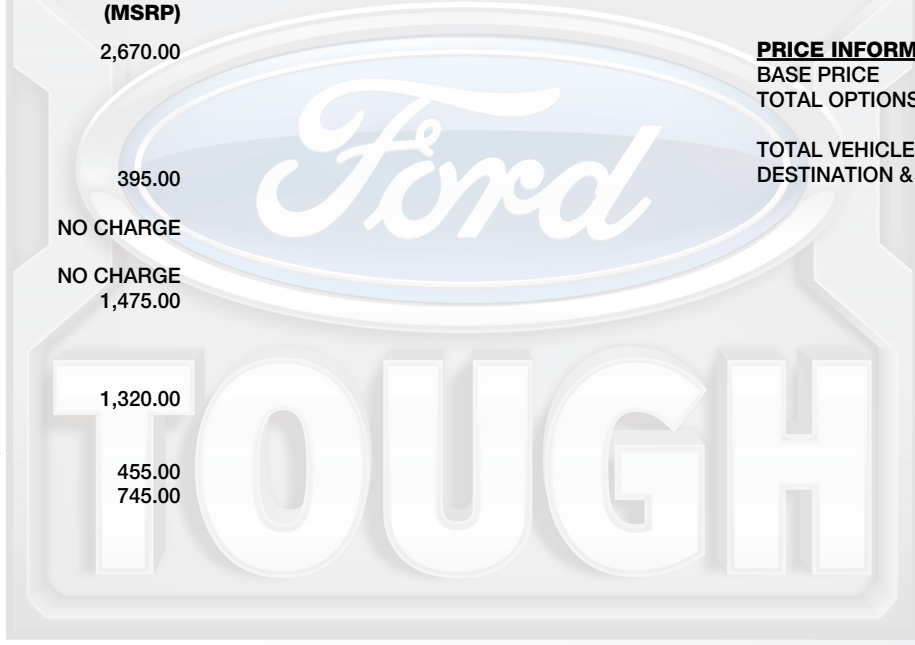 (MSRP)
2,670.00
395.00
NO CHARGE
NO CHARGE
1,475.00
1,320.00
455.00
745.00
PRICE INFORM
BASE PRICE
TOTAL OPTIONS
TOTAL VEHICLE
DESTINATION &
Ford
TOUGH